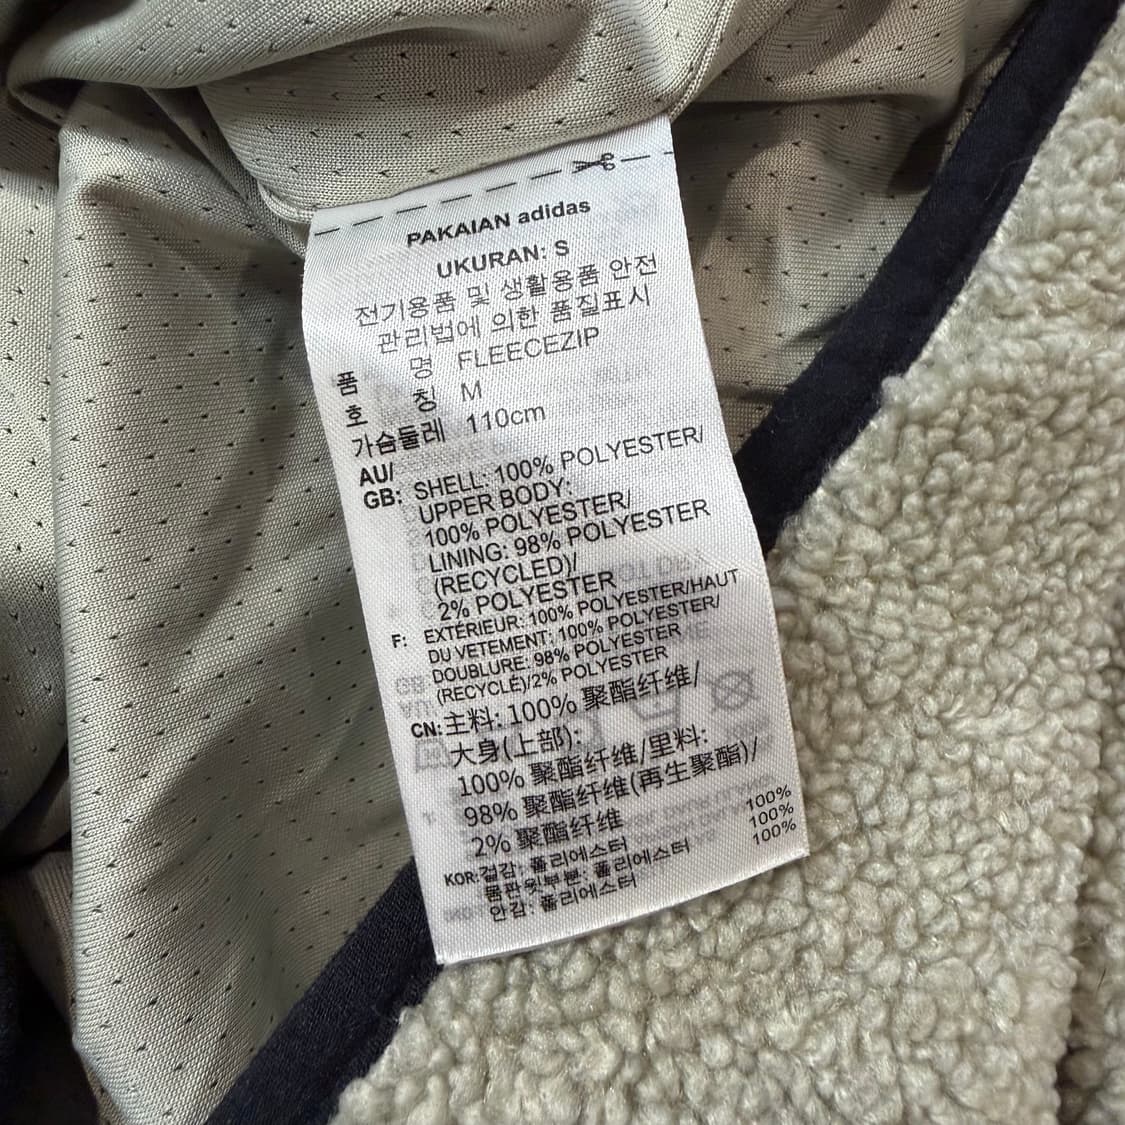 PAKAIAN adidas
UKURAN: S
전기용품 및 생활용품 안전
관리법에 의한 품질표시
품 명 FLEECEZIP
호 칭 M
가슴둘레 110cm
AU/
GB: SHELL: 100% POLYESTER/
UPPER BODY:
100% POLYESTER/
LINING: 98% POLYESTER
(RECYCLED)/
2% POLYESTER
F: EXTÉRIEUR: 100% POLYESTER/HAUT
DU VETEMENT: 100% POLYESTER/
DOUBLURE: 98% POLYESTER
(RECYCLÉ)/2% POLYESTER
CN: 主料: 100% 聚酯纤维/
大身(上部):
100% 聚酯纤维/里料:
98% 聚酯纤维(再生聚酯)/
2% 聚酯纤维
KOR: 겉감: 폴리에스터 100%
몸판윗부분: 폴리에스터 100%
안감: 폴리에스터 100%